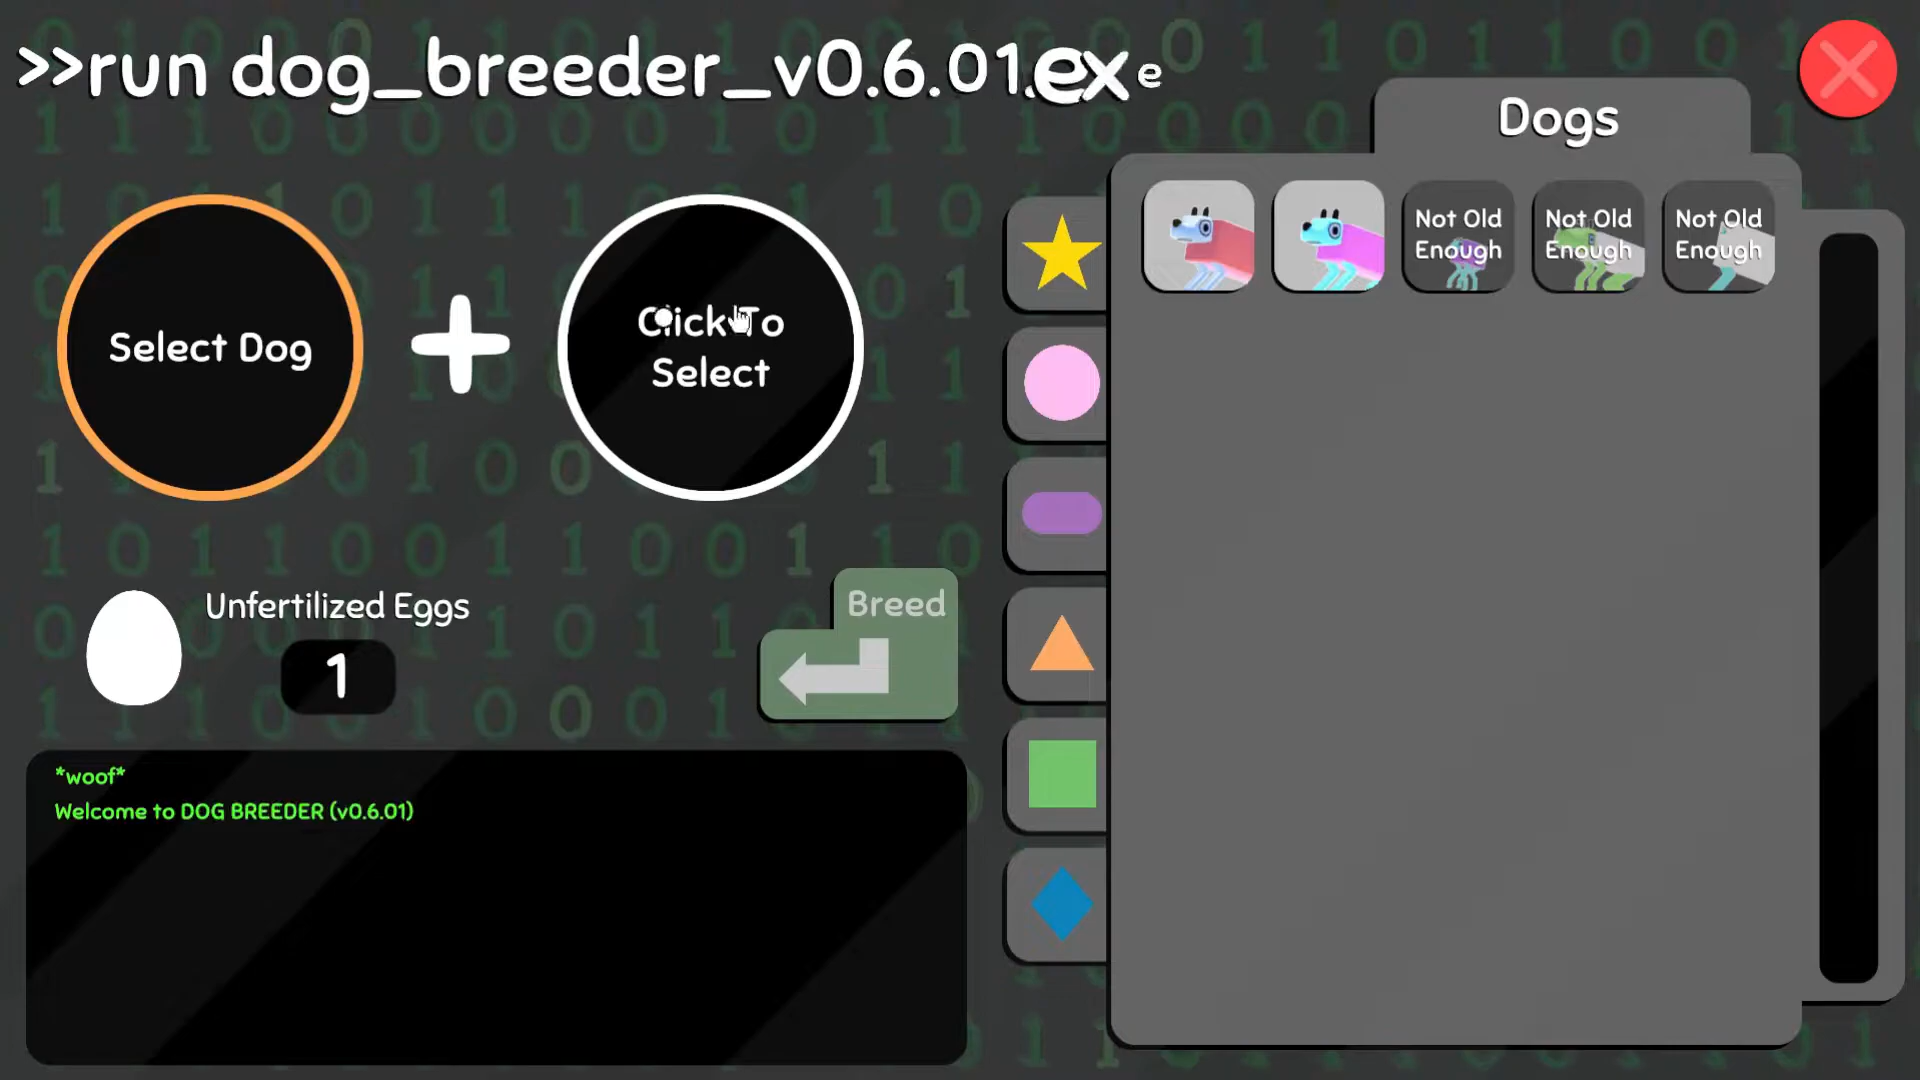 >>run dog_breeder_v0.6.01.exe
Dogs
Not Old
Enough
Not Old
Enough
Not Old
Enough
Select Dog
Click To
Select
Unfertilized Eggs
1
Breed
*woof*
Welcome to DOG BREEDER (v0.6.01)